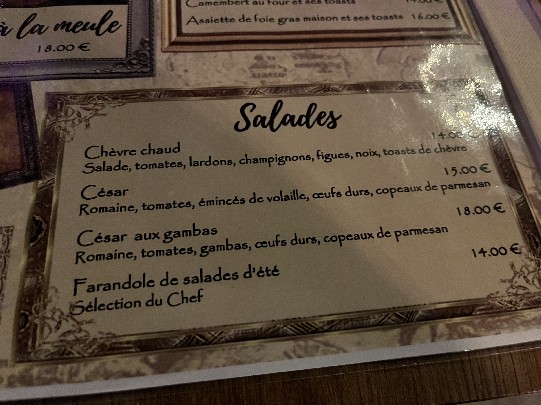 à la meule
18.00 €
Camembert au four et ses toasts 14.00 €
Assiette de foie gras maison et ses toasts 16.00 €
Salades
14.00
Chèvre chaud
Salade, tomates, lardons, champignons, figues, noix, toasts de chèvre
15.00 €
César
Romaine, tomates, émincés de volaille, œufs durs, copeaux de parmesan
18.00 €
César aux gambas
Romaine, tomates, gambas, œufs durs, copeaux de parmesan
14.00 €
Farandole de salades d'été
Sélection du Chef